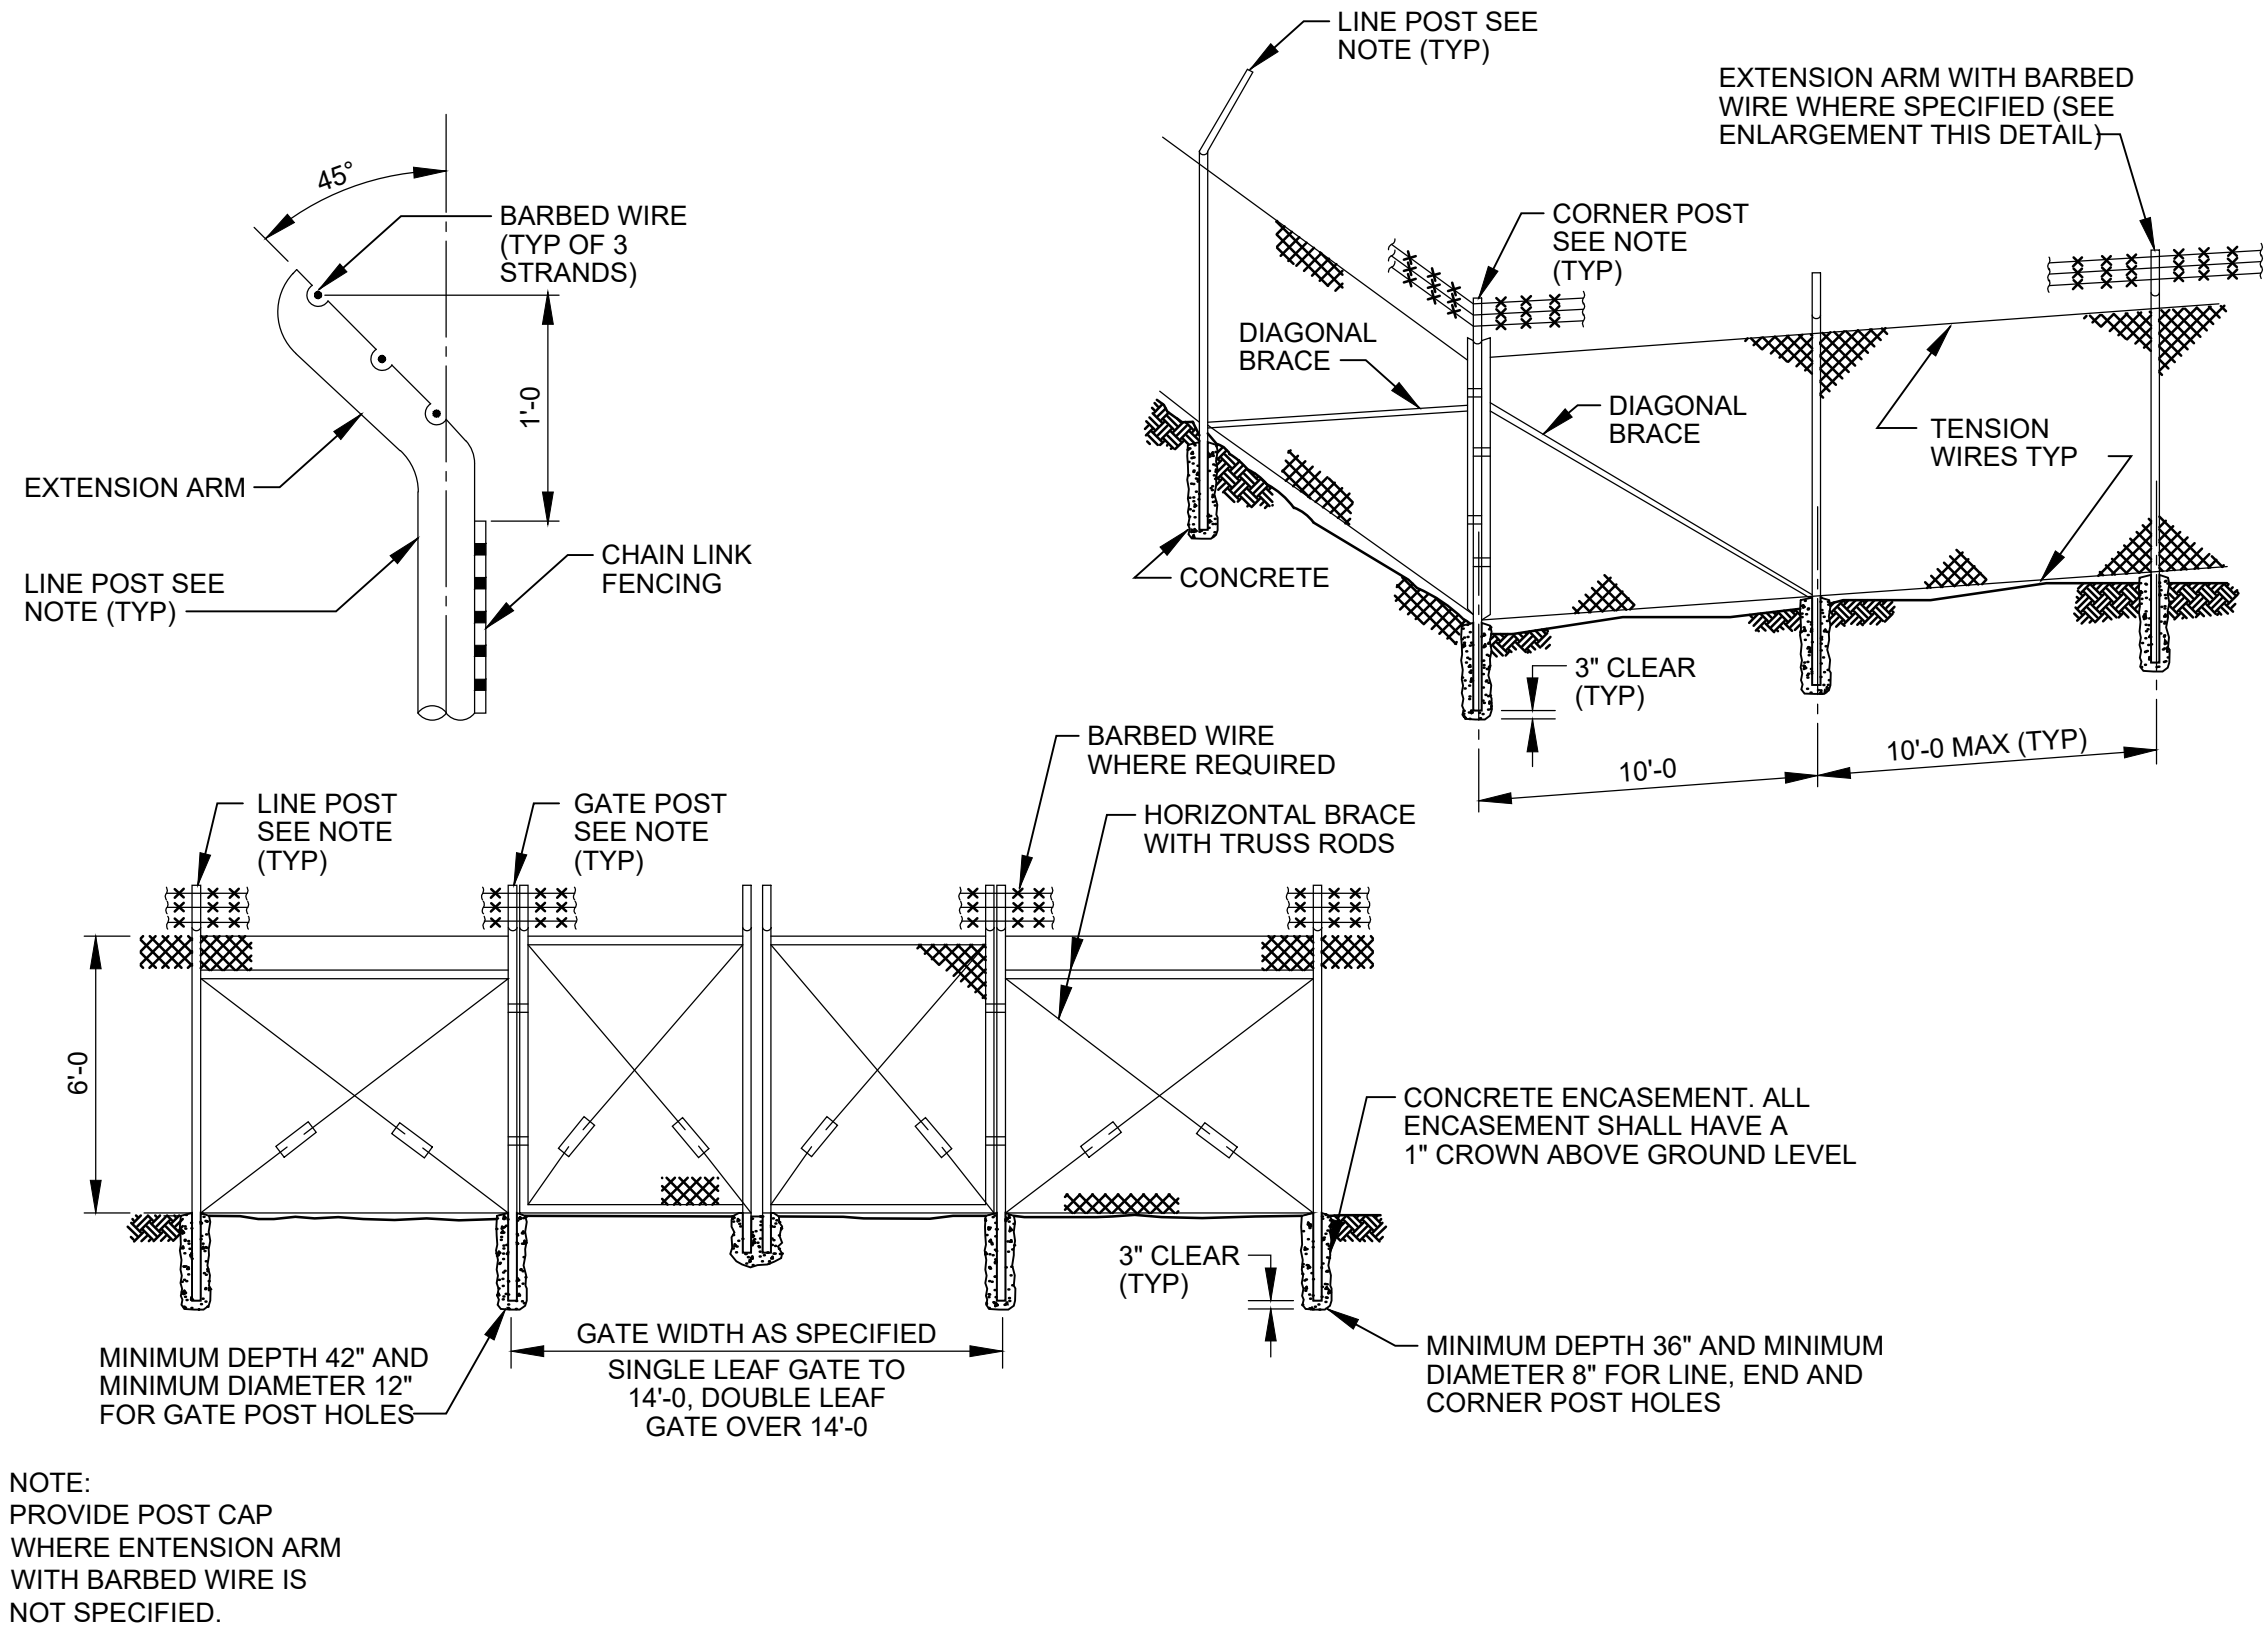 LINE POST SEE
NOTE (TYP)
EXTENSION ARM WITH BARBED
WIRE WHERE SPECIFIED (SEE
ENLARGEMENT THIS DETAIL)
45°
BARBED WIRE
(TYP OF 3
STRANDS)
1'-0
EXTENSION ARM
LINE POST SEE
NOTE (TYP)
CHAIN LINK
FENCING
CORNER POST
SEE NOTE
(TYP)
DIAGONAL
BRACE
DIAGONAL
BRACE
TENSION
WIRES TYP
CONCRETE
3" CLEAR
(TYP)
10'-0
10'-0 MAX (TYP)
BARBED WIRE
WHERE REQUIRED
LINE POST
SEE NOTE
(TYP)
GATE POST
SEE NOTE
(TYP)
HORIZONTAL BRACE
WITH TRUSS RODS
6'-0
CONCRETE ENCASEMENT. ALL
ENCASEMENT SHALL HAVE A
1" CROWN ABOVE GROUND LEVEL
3" CLEAR
(TYP)
MINIMUM DEPTH 42" AND
MINIMUM DIAMETER 12"
FOR GATE POST HOLES
GATE WIDTH AS SPECIFIED
SINGLE LEAF GATE TO
14'-0, DOUBLE LEAF
GATE OVER 14'-0
MINIMUM DEPTH 36" AND MINIMUM
DIAMETER 8" FOR LINE, END AND
CORNER POST HOLES
NOTE:
PROVIDE POST CAP
WHERE ENTENSION ARM
WITH BARBED WIRE IS
NOT SPECIFIED.